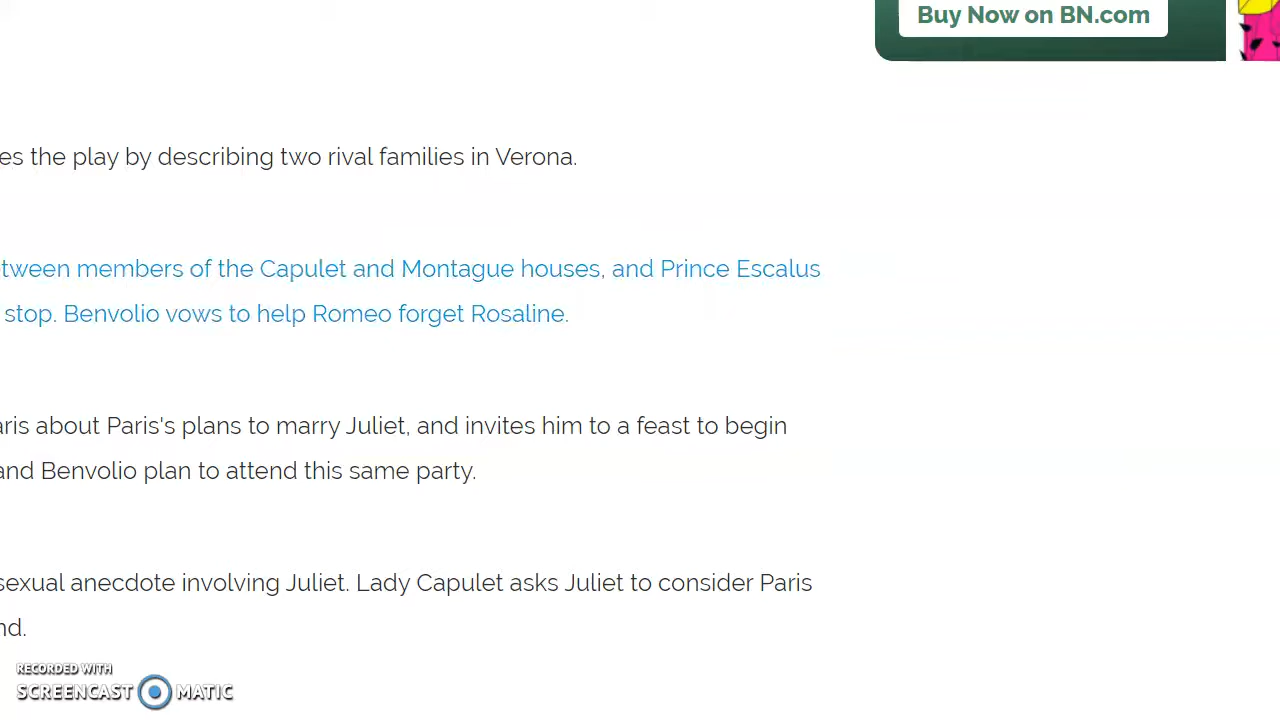 Buy Now on BN.com
es the play by describing two rival families in Verona.
tween members of the Capulet and Montague houses, and Prince Escalus
stop. Benvolio vows to help Romeo forget Rosaline.
aris about Paris's plans to marry Juliet, and invites him to a feast to begin
and Benvolio plan to attend this same party.
sexual anecdote involving Juliet. Lady Capulet asks Juliet to consider Paris
nd.
RECORDED WITH
SCREENCAST MATIC